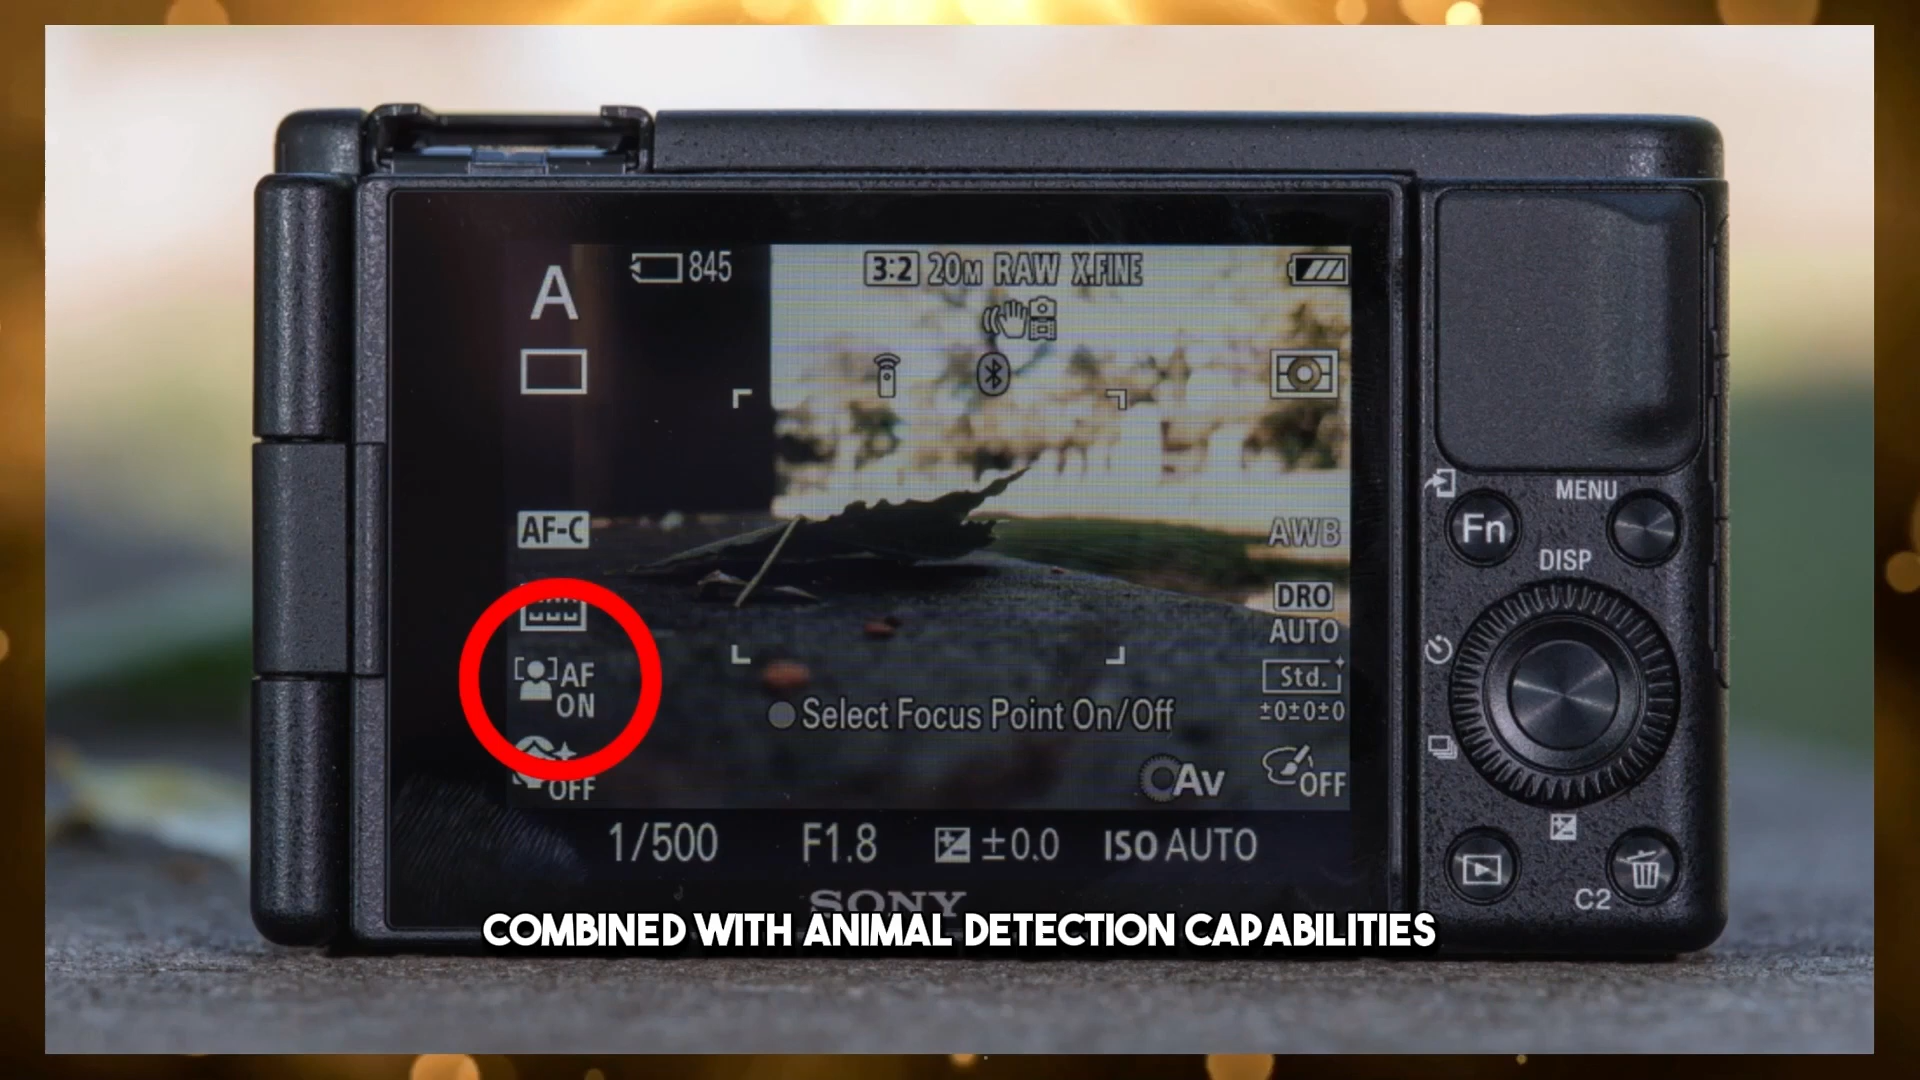 A
845
3:2 20M RAW X.FINE
AF-C
AWB
DRO
AUTO
AF
ON
Std.
±0±0±0
Select Focus Point On/Off
OFF
Av
OFF
1/500 F1.8 ±0.0 ISO AUTO
SONY
MENU
Fn
DISP
C2
COMBINED WITH ANIMAL DETECTION CAPABILITIES